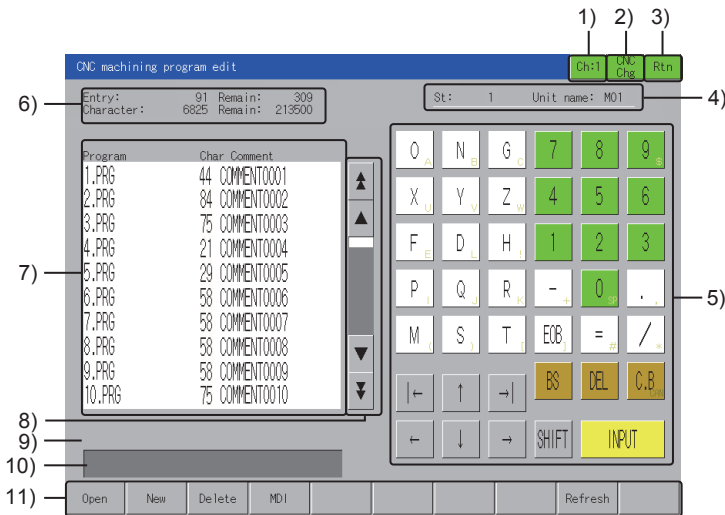 1) 2) 3)
CNC machining program edit Ch:1 CNC Chg Rtn
6) Entry: 91 Remain: 309
Character: 6825 Remain: 213500
St: 1 Unit name: M01 4)
Program Char Comment
1.PRG 44 COMMENT0001
2.PRG 84 COMMENT0002
3.PRG 75 COMMENT0003
4.PRG 21 COMMENT0004
5.PRG 29 COMMENT0005
6.PRG 58 COMMENT0006
7.PRG 58 COMMENT0007
8.PRG 58 COMMENT0008
9.PRG 58 COMMENT0009
10.PRG 75 COMMENT0010
7)
O A N B G C 7 8 9 S
X U Y V Z W 4 5 6
F E D L H ! 1 2 3
P I Q J R K - + 0 SP . ,
M ( S ) T [ EOB ] = # / *
|← ↑ →| BS DEL C.B CAN
← ↓ → SHIFT INPUT
5)
8)
9)
10)
11) Open New Delete MDI Refresh